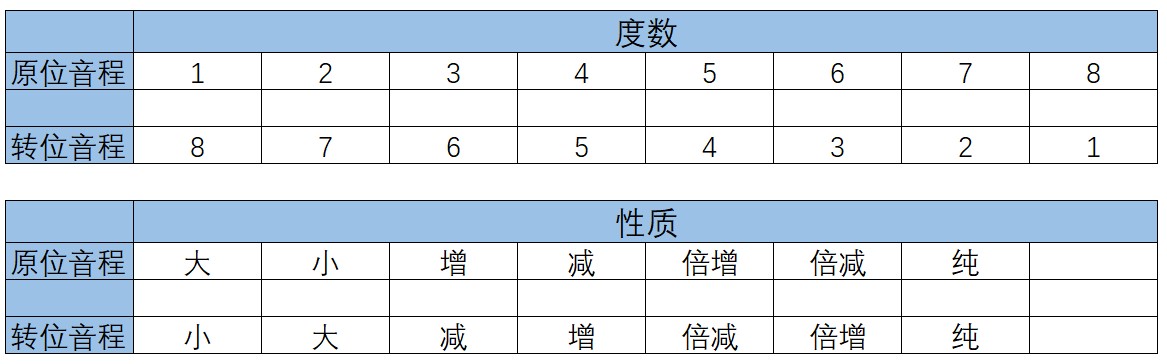 度数
原位音程 1 2 3 4 5 6 7 8
转位音程 8 7 6 5 4 3 2 1
性质
原位音程 大 小 增 减 倍增 倍减 纯
转位音程 小 大 减 增 倍减 倍增 纯